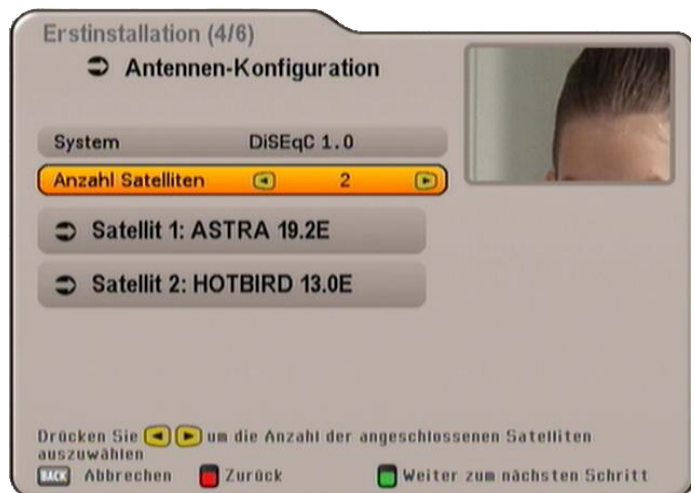 Erstinstallation (4/6)
Antennen-Konfiguration
System DiSEqC 1.0
Anzahl Satelliten 2
Satellit 1: ASTRA 19.2E
Satellit 2: HOTBIRD 13.0E
Drücken Sie um die Anzahl der angeschlossenen Satelliten
auszuwählen
BACK Abbrechen Zurück Weiter zum nächsten Schritt